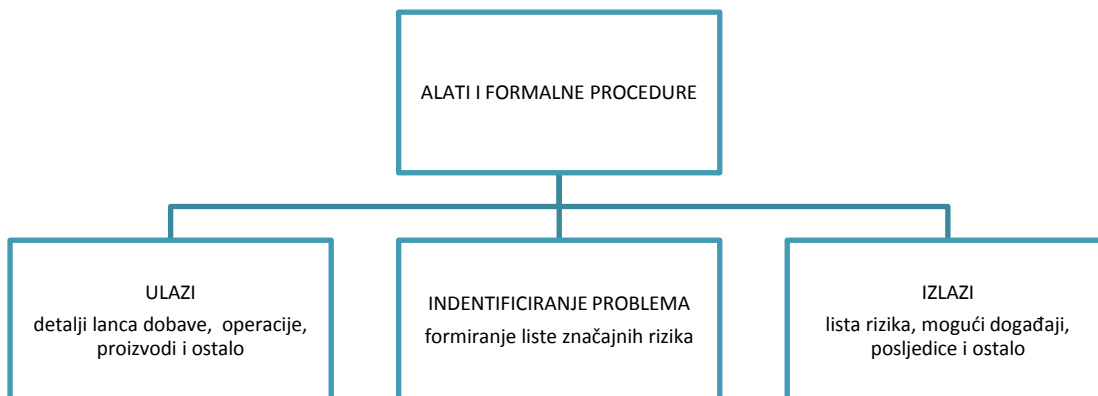 ALATI I FORMALNE PROCEDURE
ULAZI
detalji lanca dobave, operacije,
proizvodi i ostalo
INDENTIFICIRANJE PROBLEMA
formiranje liste značajnih rizika
IZLAZI
lista rizika, mogući događaji,
posljedice i ostalo